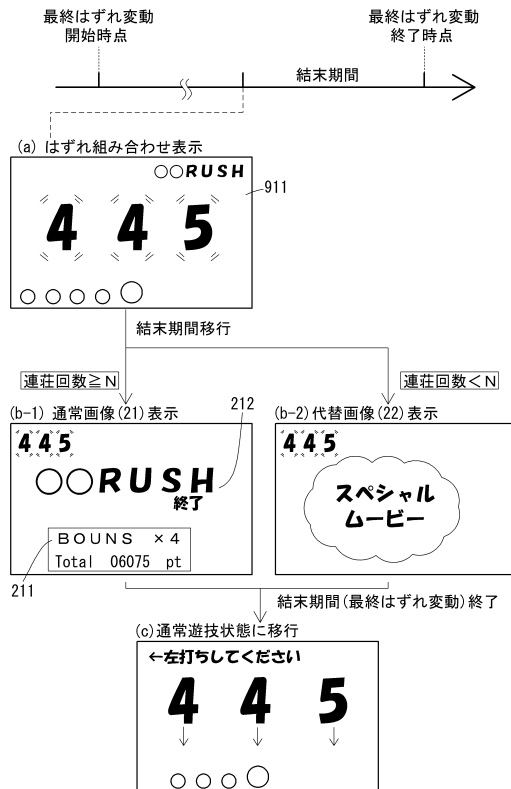 最終はずれ変動
開始時点
最終はずれ変動
終了時点
結末期間
(a) はずれ組み合わせ表示
○○RUSH
911
4 4 5
結末期間移行
連荘回数≧N
連荘回数<N
(b-1) 通常画像(21)表示
212
(b-2)代替画像(22)表示
445
○○RUSH
終了
BOUNS ×4
Total 06075 pt
211
445
スペシャル
ムービー
結末期間(最終はずれ変動)終了
(c)通常遊技状態に移行
←左打ちしてください
4 4 5